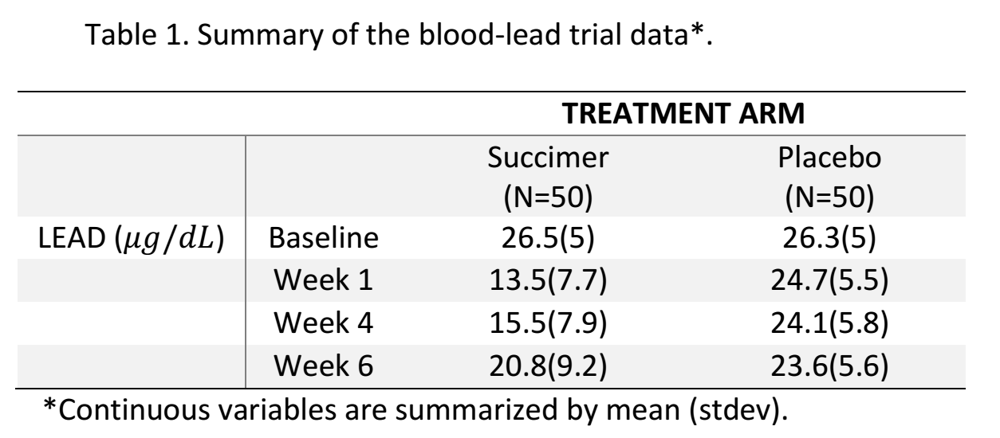 Table 1. Summary of the blood-lead trial data*.
TREATMENT ARM
Succimer Placebo
(N=50) (N=50)
LEAD (μg/dL) Baseline 26.5(5) 26.3(5)
Week 1 13.5(7.7) 24.7(5.5)
Week 4 15.5(7.9) 24.1(5.8)
Week 6 20.8(9.2) 23.6(5.6)
*Continuous variables are summarized by mean (stdev).